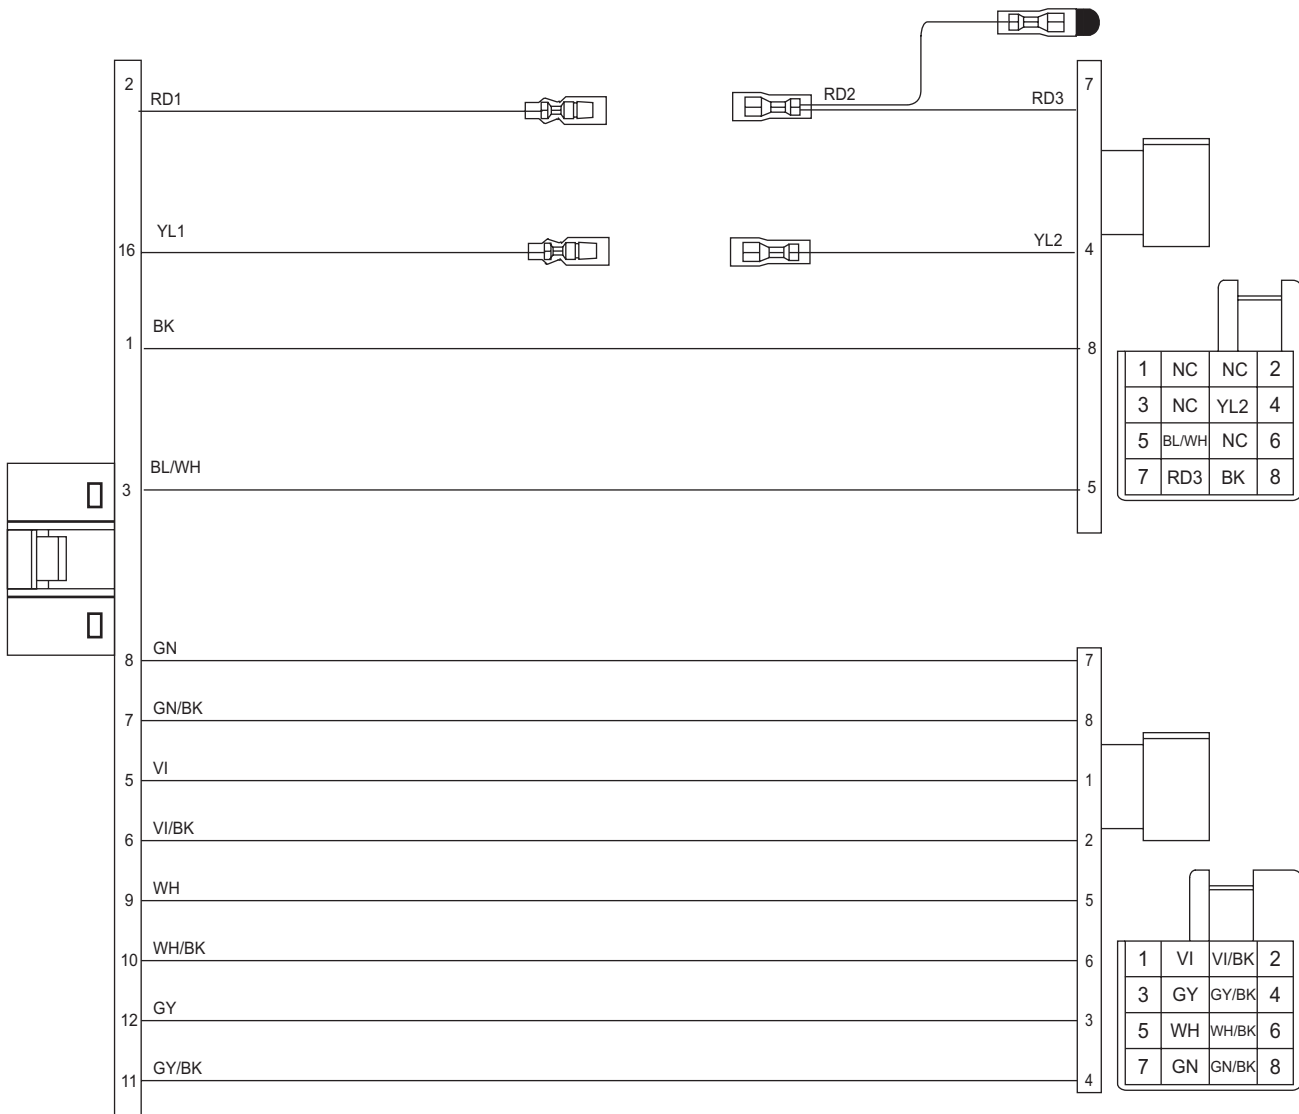 2 RD1 RD2 RD3 7
16 YL1 YL2 4
1 BK 8
1 NC NC 2
3 NC YL2 4
5 BL/WH NC 6
7 RD3 BK 8
3 BL/WH 5
8 GN 7
7 GN/BK 8
5 VI 1
6 VI/BK 2
9 WH 5
10 WH/BK 6
12 GY 3
11 GY/BK 4
1 VI VI/BK 2
3 GY GY/BK 4
5 WH WH/BK 6
7 GN GN/BK 8